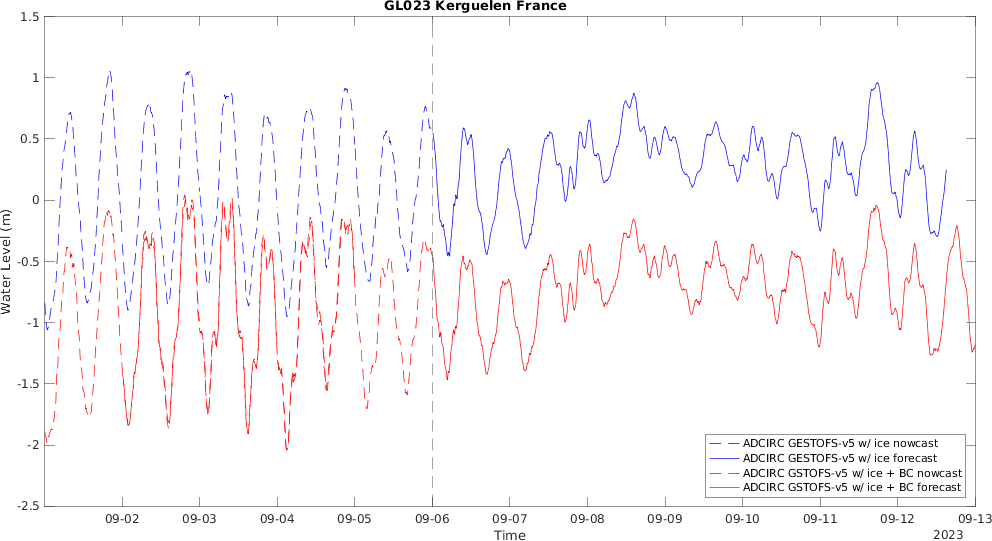 GL023 Kerguelen France
1.5
1
0.5
0
-0.5
-1
-1.5
-2
-2.5
Water Level (m)
ADCIRC GESTOFS-v5 w/ ice nowcast
ADCIRC GESTOFS-v5 w/ ice forecast
ADCIRC GSTOFS-v5 w/ ice + BC nowcast
ADCIRC GSTOFS-v5 w/ ice + BC forecast
09-02 09-03 09-04 09-05 09-06 09-07 09-08 09-09 09-10 09-11 09-12 09-13
Time
2023